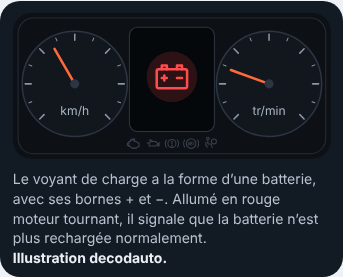 km/h
tr/min
Le voyant de charge a la forme d’une batterie,
avec ses bornes + et −. Allumé en rouge
moteur tournant, il signale que la batterie n’est
plus rechargée normalement.
Illustration decodauto.